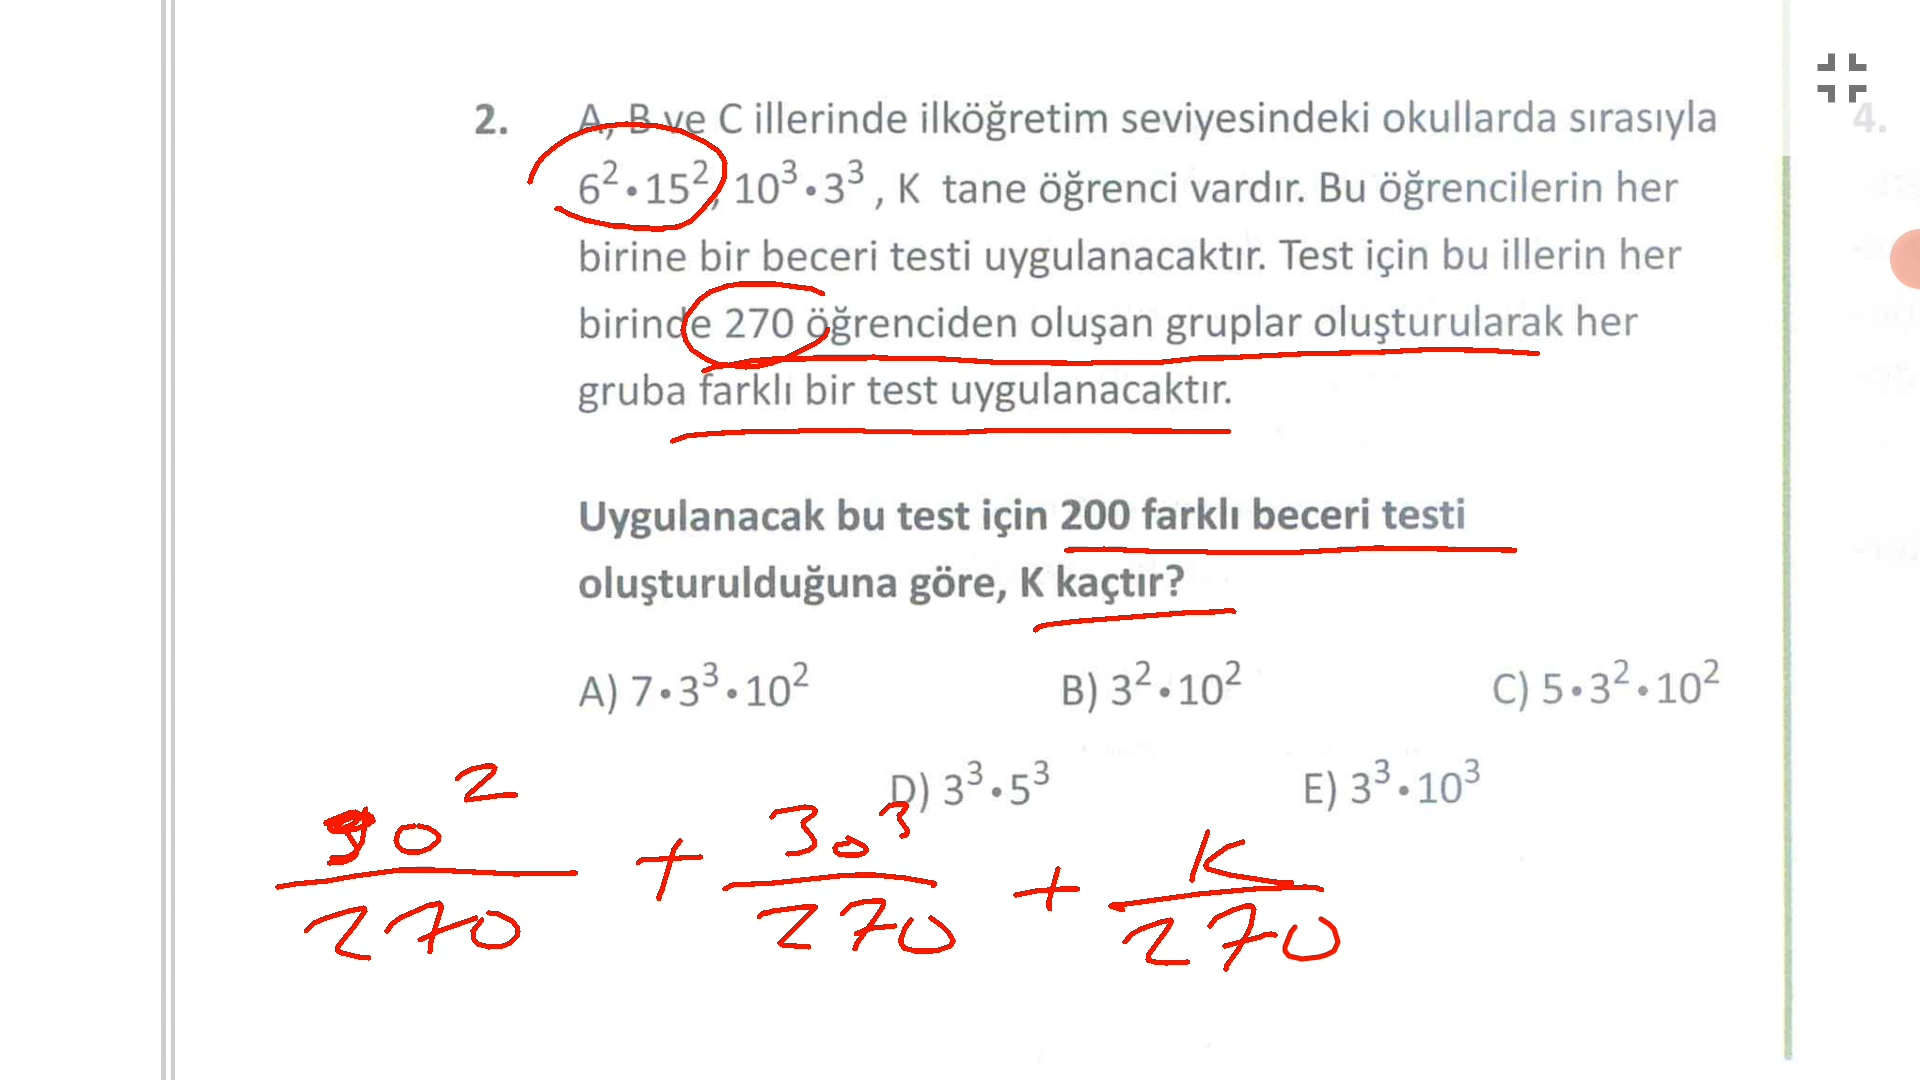 2. A, B ve C illerinde ilköğretim seviyesindeki okullarda sırasıyla
6² • 15², 10³ • 3³ , K tane öğrenci vardır. Bu öğrencilerin her
birine bir beceri testi uygulanacaktır. Test için bu illerin her
birinde 270 öğrenciden oluşan gruplar oluşturularak her
gruba farklı bir test uygulanacaktır.
Uygulanacak bu test için 200 farklı beceri testi
oluşturulduğuna göre, K kaçtır?
A) 7 • 3³ • 10² B) 3² • 10² C) 5 • 3² • 10²
D) 3³ • 5³ E) 3³ • 10³
90² / 270 + 30³ / 270 + K / 270
4.